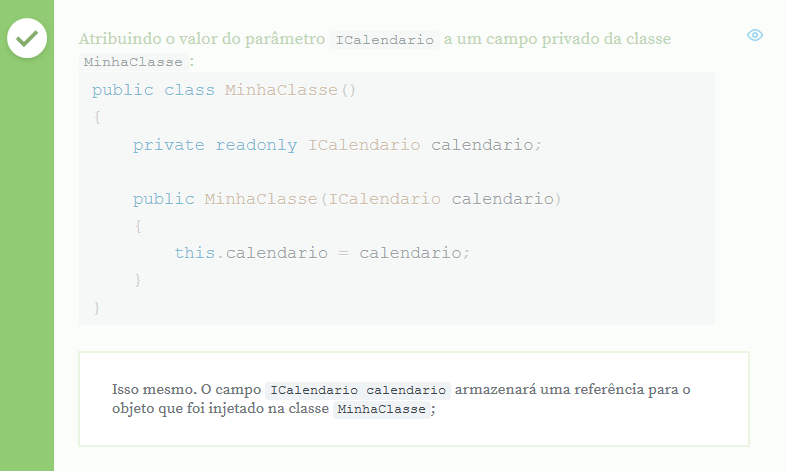 Atribuindo o valor do parâmetro ICalendario a um campo privado da classe
MinhaClasse:
public class MinhaClasse()
{
    private readonly ICalendario calendario;

    public MinhaClasse(ICalendario calendario)
    {
        this.calendario = calendario;
    }
}
Isso mesmo. O campo ICalendario calendario armazenará uma referência para o
objeto que foi injetado na classe MinhaClasse;